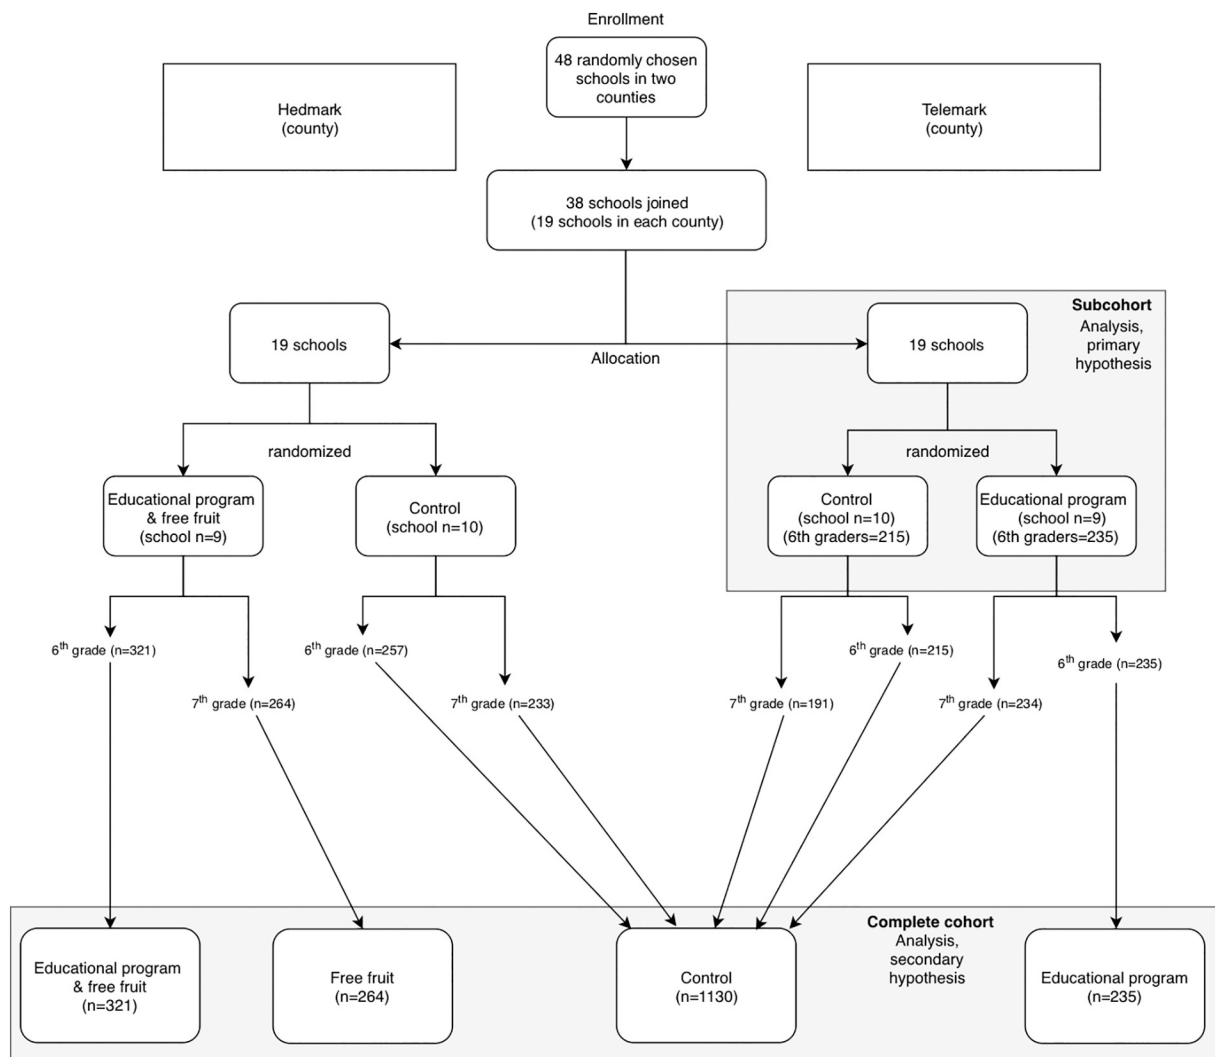 Enrollment
48 randomly chosen
schools in two
counties
Hedmark
(county)
Telemark
(county)
38 schools joined
(19 schools in each county)
Subcohort
Analysis,
primary
hypothesis
19 schools
19 schools
Allocation
randomized
randomized
Educational program
& free fruit
(school n=9)
Control
(school n=10)
Control
(school n=10)
(6th graders=215)
Educational program
(school n=9)
(6th graders=235)
6th grade (n=321)
6th grade (n=257)
6th grade (n=215)
6th grade (n=235)
7th grade (n=264)
7th grade (n=233)
7th grade (n=191)
7th grade (n=234)
Complete cohort
Analysis,
secondary
hypothesis
Educational program
& free fruit
(n=321)
Free fruit
(n=264)
Control
(n=1130)
Educational program
(n=235)